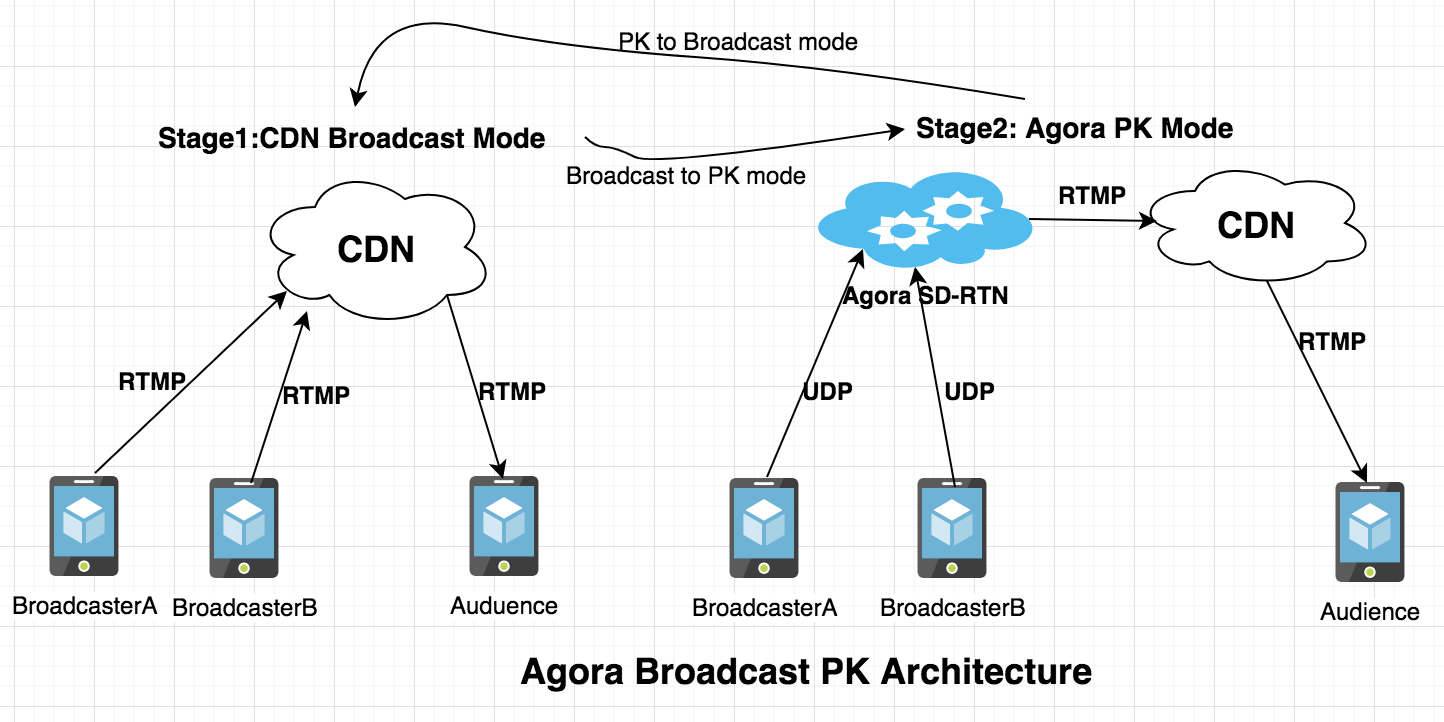 PK to Broadcast mode
Stage1:CDN Broadcast Mode
Stage2: Agora PK Mode
Broadcast to PK mode
CDN
RTMP
CDN
Agora SD-RTN
RTMP
RTMP
RTMP
UDP
UDP
RTMP
BroadcasterA
BroadcasterB
Auduence
BroadcasterA
BroadcasterB
Audience
Agora Broadcast PK Architecture